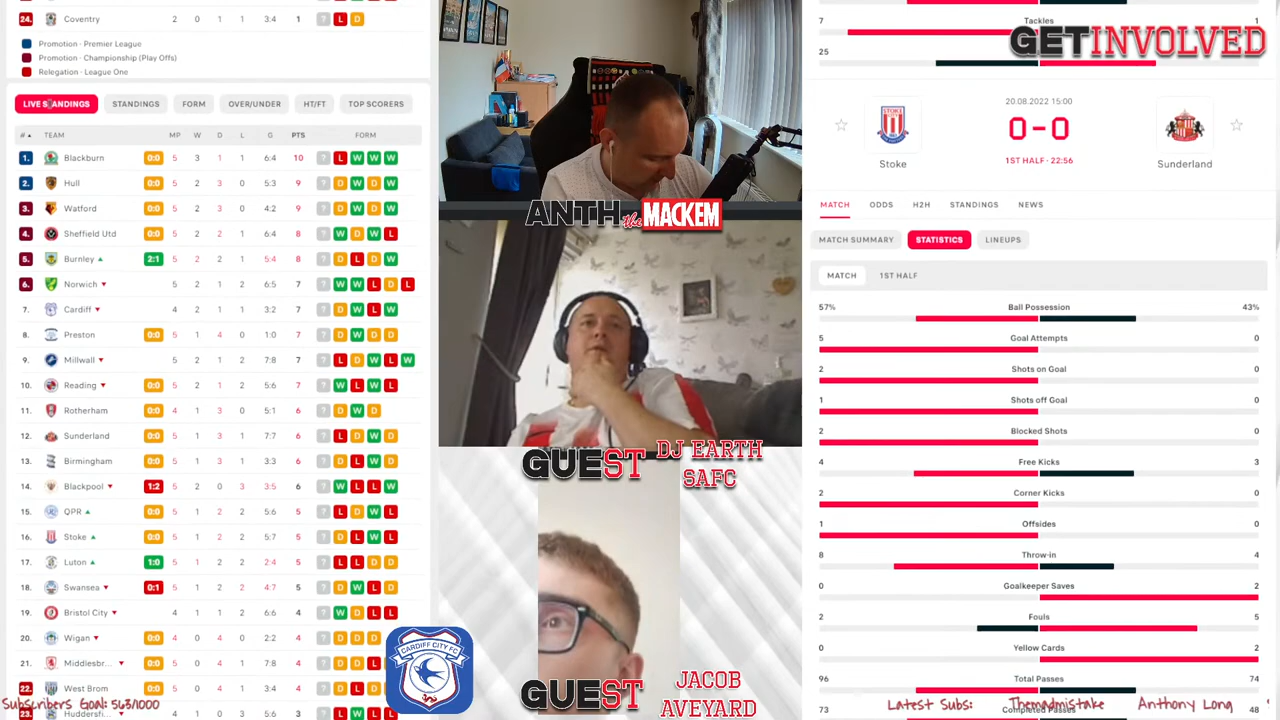 24. Coventry 2 0 1 1 3:4 1 L D
Promotion - Premier League
Promotion - Championship (Play Offs)
Relegation - League One
LIVE STANDINGS STANDINGS FORM OVER/UNDER HT/FT TOP SCORERS
# TEAM MP W D L G PTS FORM
1. Blackburn 0:0 5 3 1 1 6:4 10 ? L W W W
2. Hull 0:0 5 2 3 0 5:3 9 ? D W D W
3. Watford 0:0 5 2 3 0 4:2 9 ? D W D W
4. Sheffield Utd 0:0 5 2 2 1 6:4 8 ? W D W L
5. Burnley 2:1 5 ? D L D W
6. Norwich 5 2 1 2 6:5 7 ? W W L D L
7. Cardiff 4 2 1 1 3:2 7 ? D W L W
8. Preston 0:0 5 1 4 0 1:0 7 ? D W D D
9. Millwall 5 2 1 2 7:8 7 ? L D W L W
10. Reading 0:0 5 2 1 2 5:6 7 ? W L W L
11. Rotherham 0:0 4 1 3 0 5:1 6 ? D W D
12. Sunderland 0:0 5 1 3 1 7:7 6 ? L D W D
13. Birmingham 0:0 5 1 3 1 3:3 6 ? D L D W
14. Blackpool 1:2 5 2 0 3 3:5 6 ? W L L W
15. QPR 0:0 5 1 2 2 5:6 5 ? L D W L
16. Stoke 0:0 5 1 2 2 5:7 5 ? D L W L
17. Luton 1:0 5 1 2 2 2:4 5 ? L L D D
18. Swansea 0:1 5 1 2 2 4:7 5 ? D W L D
19. Bristol City 4 1 1 2 6:6 4 ? W D L L
20. Wigan 0:0 4 0 4 0 2:2 4 ? D D D
21. Middlesbr... 0:0 5 0 4 1 7:8 4 ? D D L
22. West Brom 0:0 5 0 4 1 4:5 4 ? D L D
23. Huddersfi... 0:0 5
Subscribers Goal: 563/1000
CARDIFF CITY FC
ANTH the MACKEM
GUEST DJ EARTH SAFC
GUEST JACOB AVEYARD
7 Tackles 1
25
GETINVOLVED
20.08.2022 15:00
0-0
1ST HALF - 22:56
Stoke
Sunderland
MATCH ODDS H2H STANDINGS NEWS
MATCH SUMMARY STATISTICS LINEUPS
MATCH 1ST HALF
57% Ball Possession 43%
5 Goal Attempts 0
2 Shots on Goal 0
1 Shots off Goal 0
2 Blocked Shots 0
4 Free Kicks 3
2 Corner Kicks 0
1 Offsides 0
8 Throw-in 4
0 Goalkeeper Saves 2
2 Fouls 5
0 Yellow Cards 2
96 Total Passes 74
73 Completed Passes 48
Latest Subs: Themadmistake Anthony Long